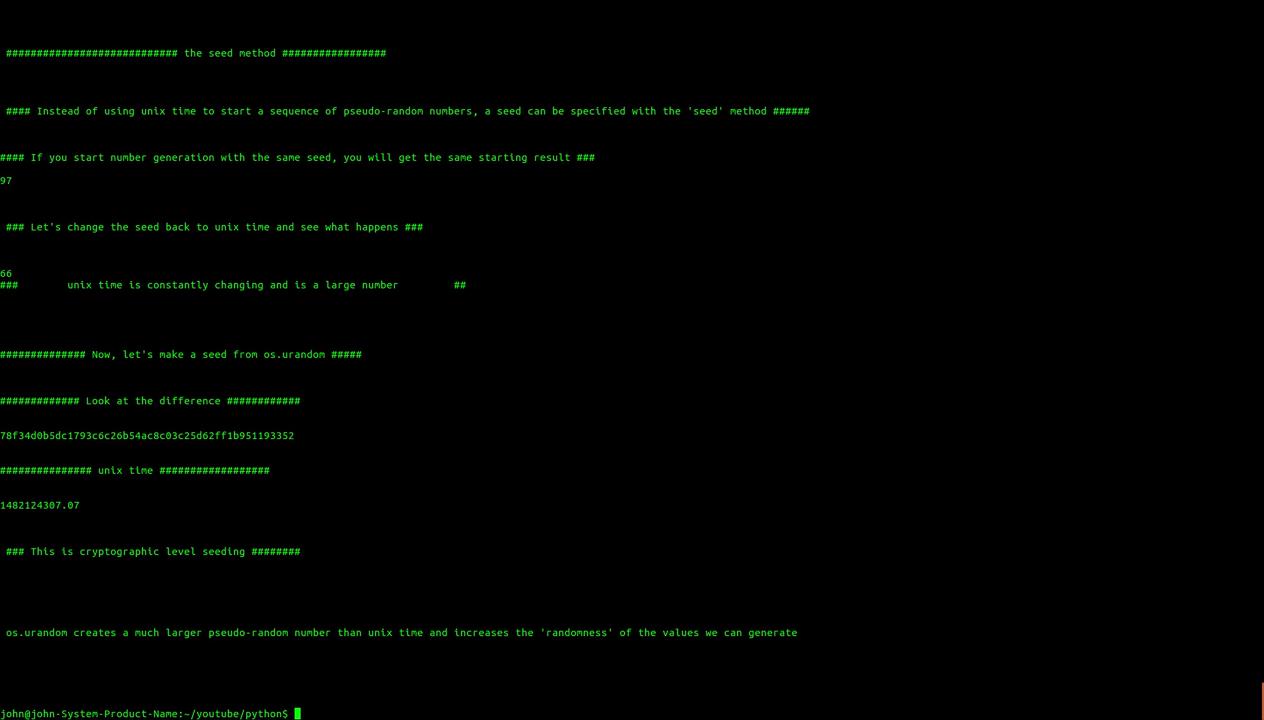 ############################ the seed method #################
#### Instead of using unix time to start a sequence of pseudo-random numbers, a seed can be specified with the 'seed' method ######
#### If you start number generation with the same seed, you will get the same starting result ###
97
### Let's change the seed back to unix time and see what happens ###
66
###        unix time is constantly changing and is a large number         ##
############## Now, let's make a seed from os.urandom #####
############# Look at the difference ############
78f34d0b5dc1793c6c26b54ac8c03c25d62ff1b951193352
############### unix time ##################
1482124307.07
### This is cryptographic level seeding ########
os.urandom creates a much larger pseudo-random number than unix time and increases the 'randomness' of the values we can generate
john@john-System-Product-Name:~/youtube/python$